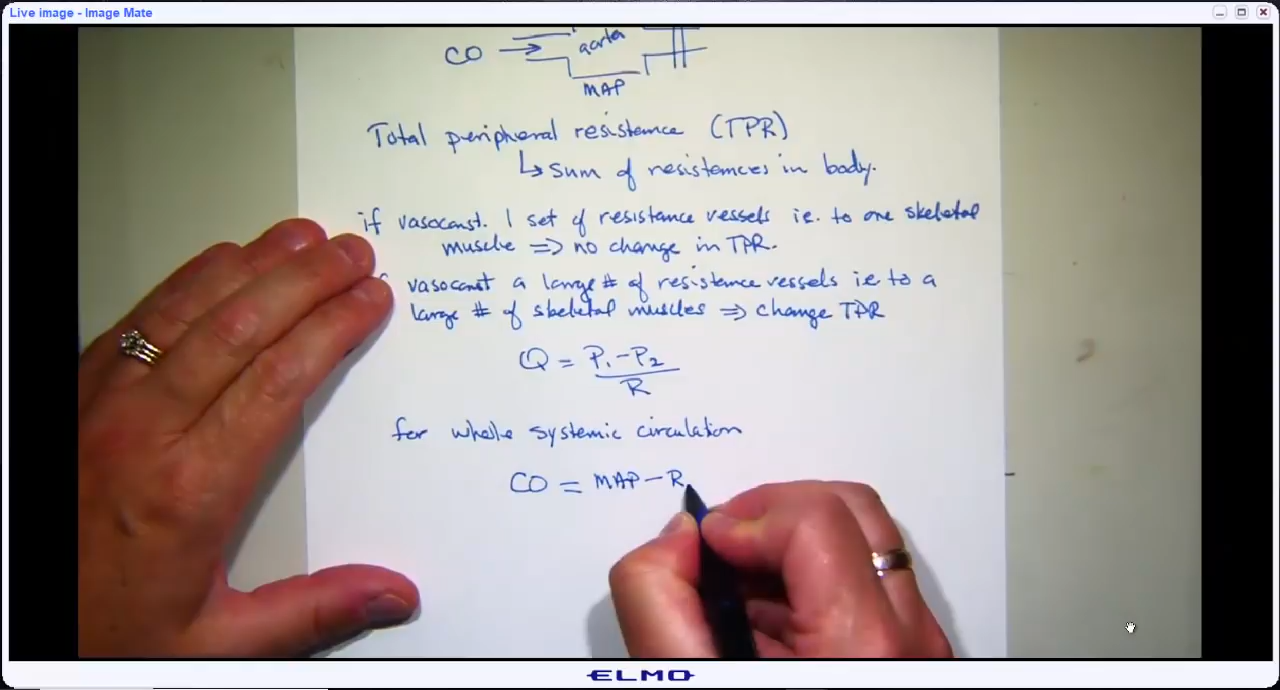 Live image - Image Mate
CO → aorta
MAP
Total peripheral resistance (TPR)
↳ sum of resistances in body.
if vasoconst. 1 set of resistance vessels ie. to one skeletal
muscle ⇒ no change in TPR.
vasoconst a large # of resistance vessels ie to a
large # of skeletal muscles ⇒ change TPR
Q = P1-P2
R
for whole systemic circulation
CO = MAP - R
ELMO